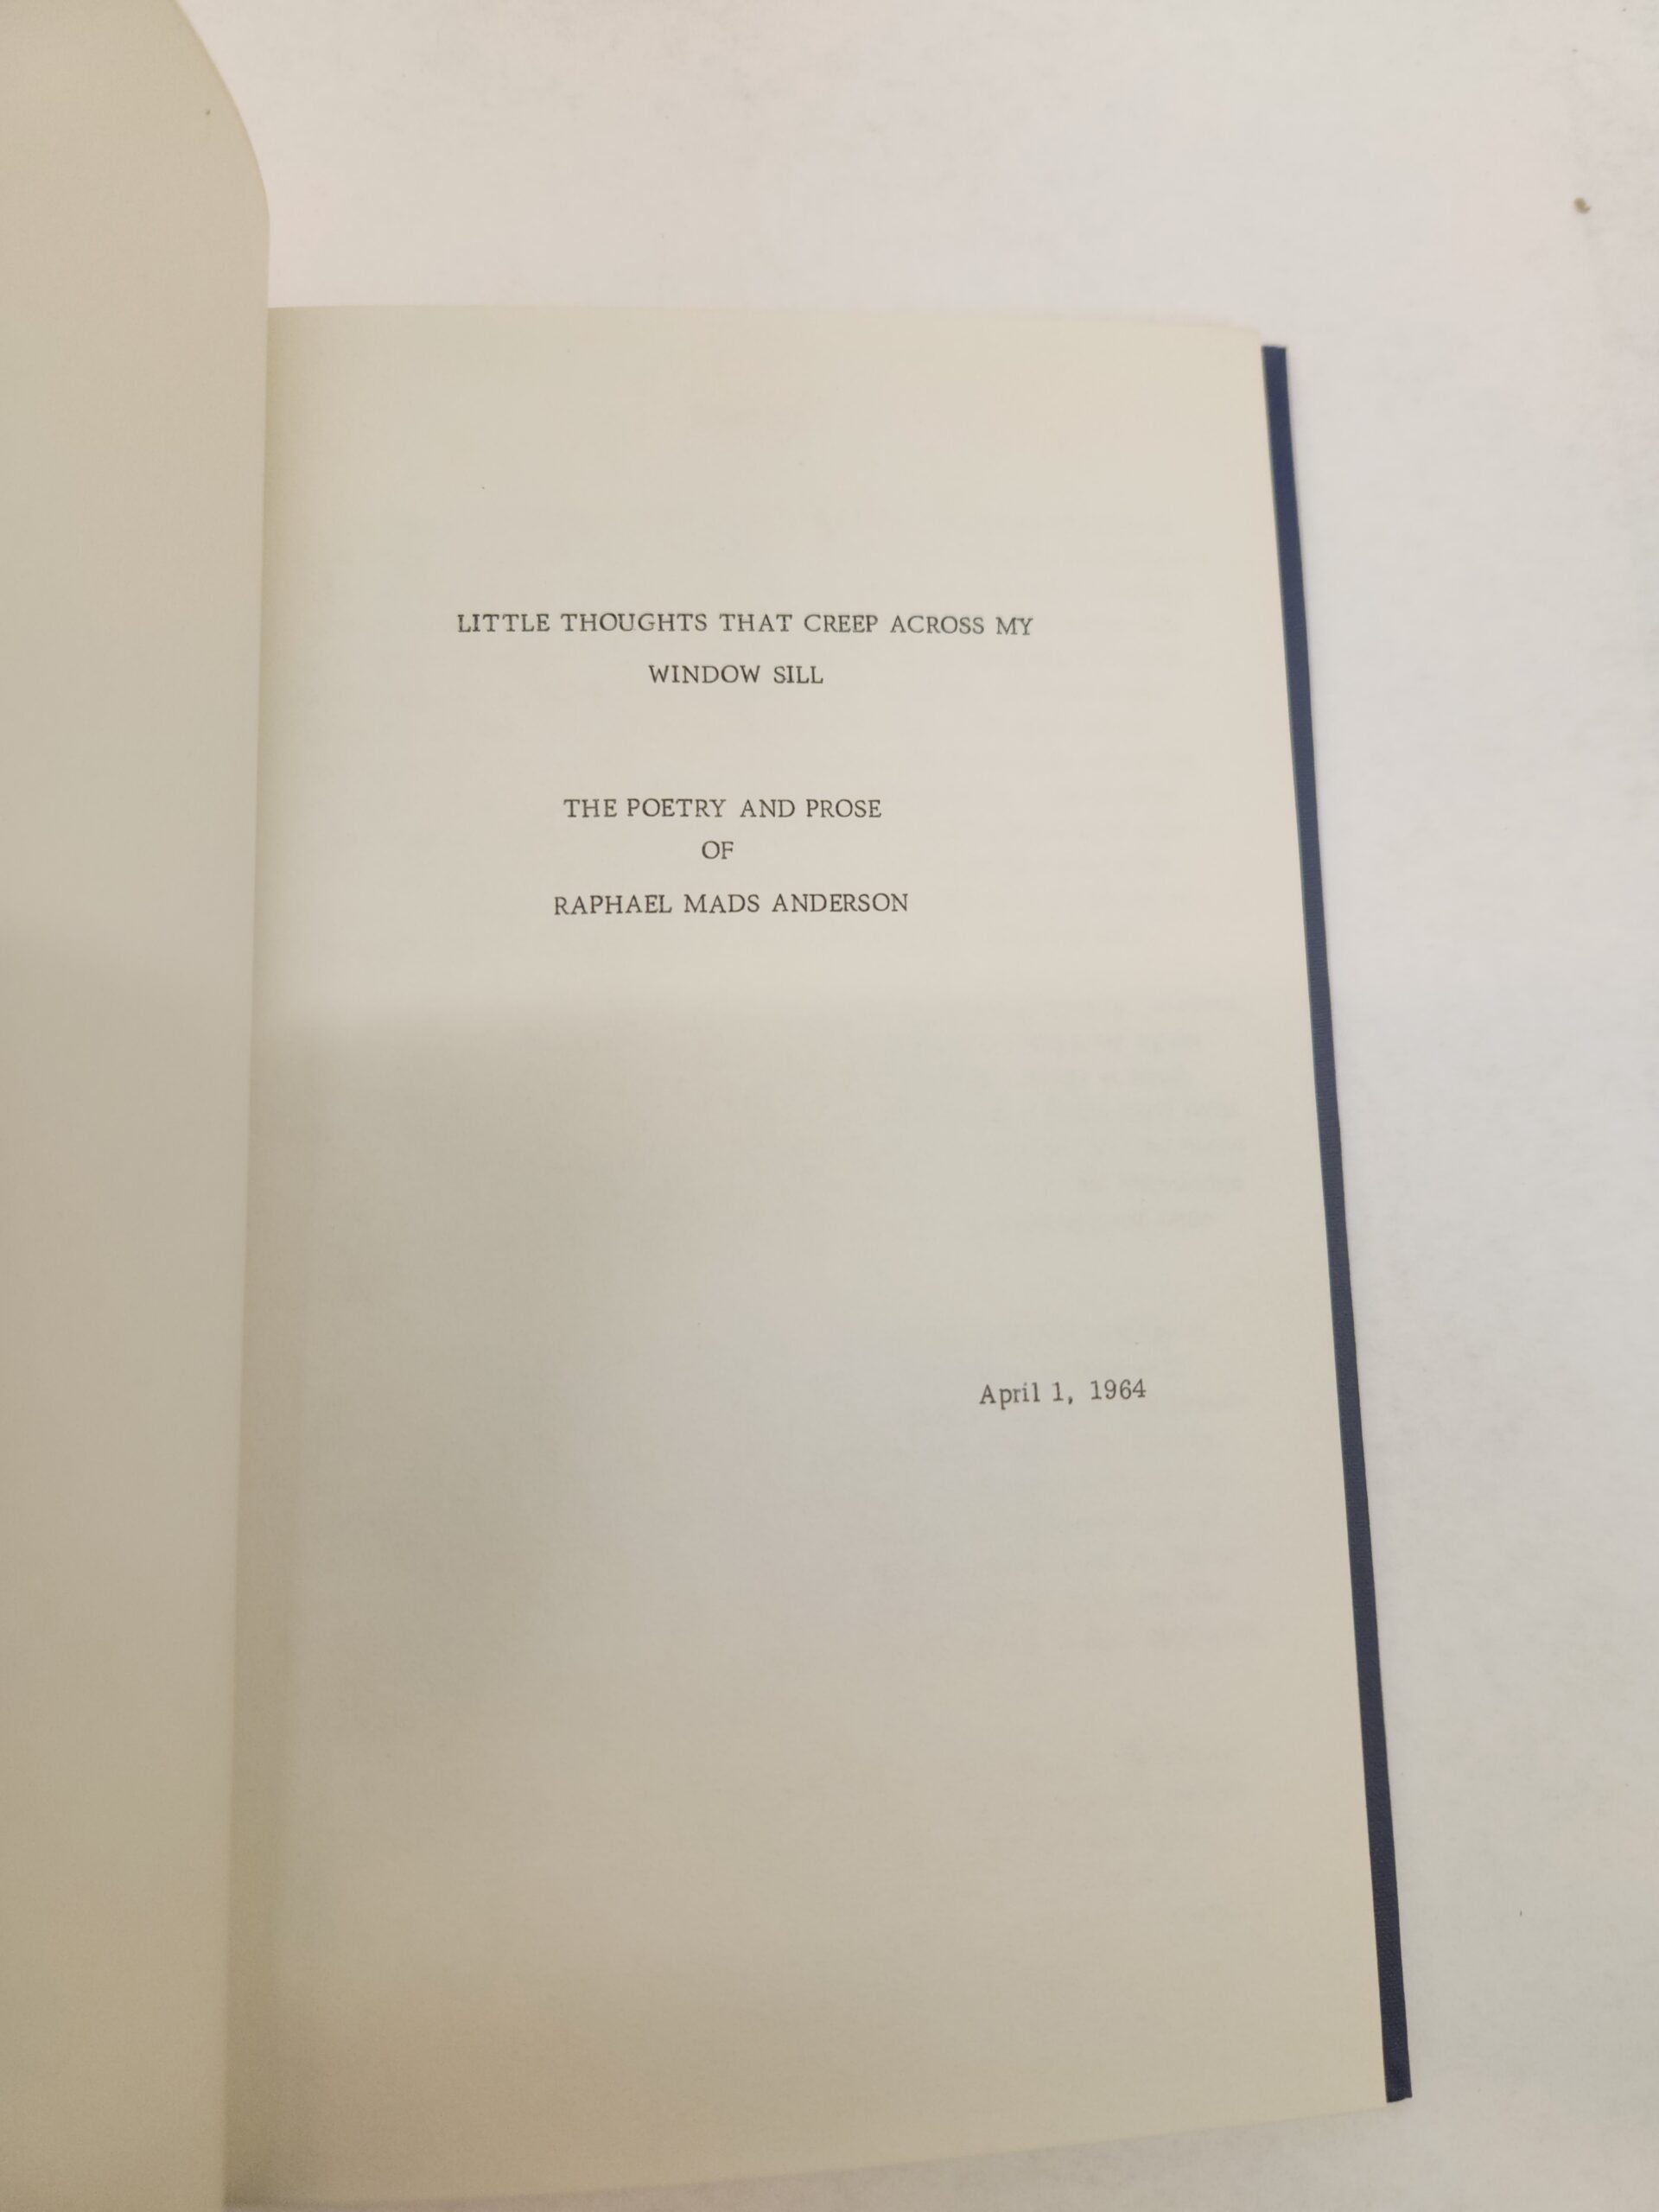 LITTLE THOUGHTS THAT CREEP ACROSS MY
WINDOW SILL
THE POETRY AND PROSE
OF
RAPHAEL MADS ANDERSON
April 1, 1964